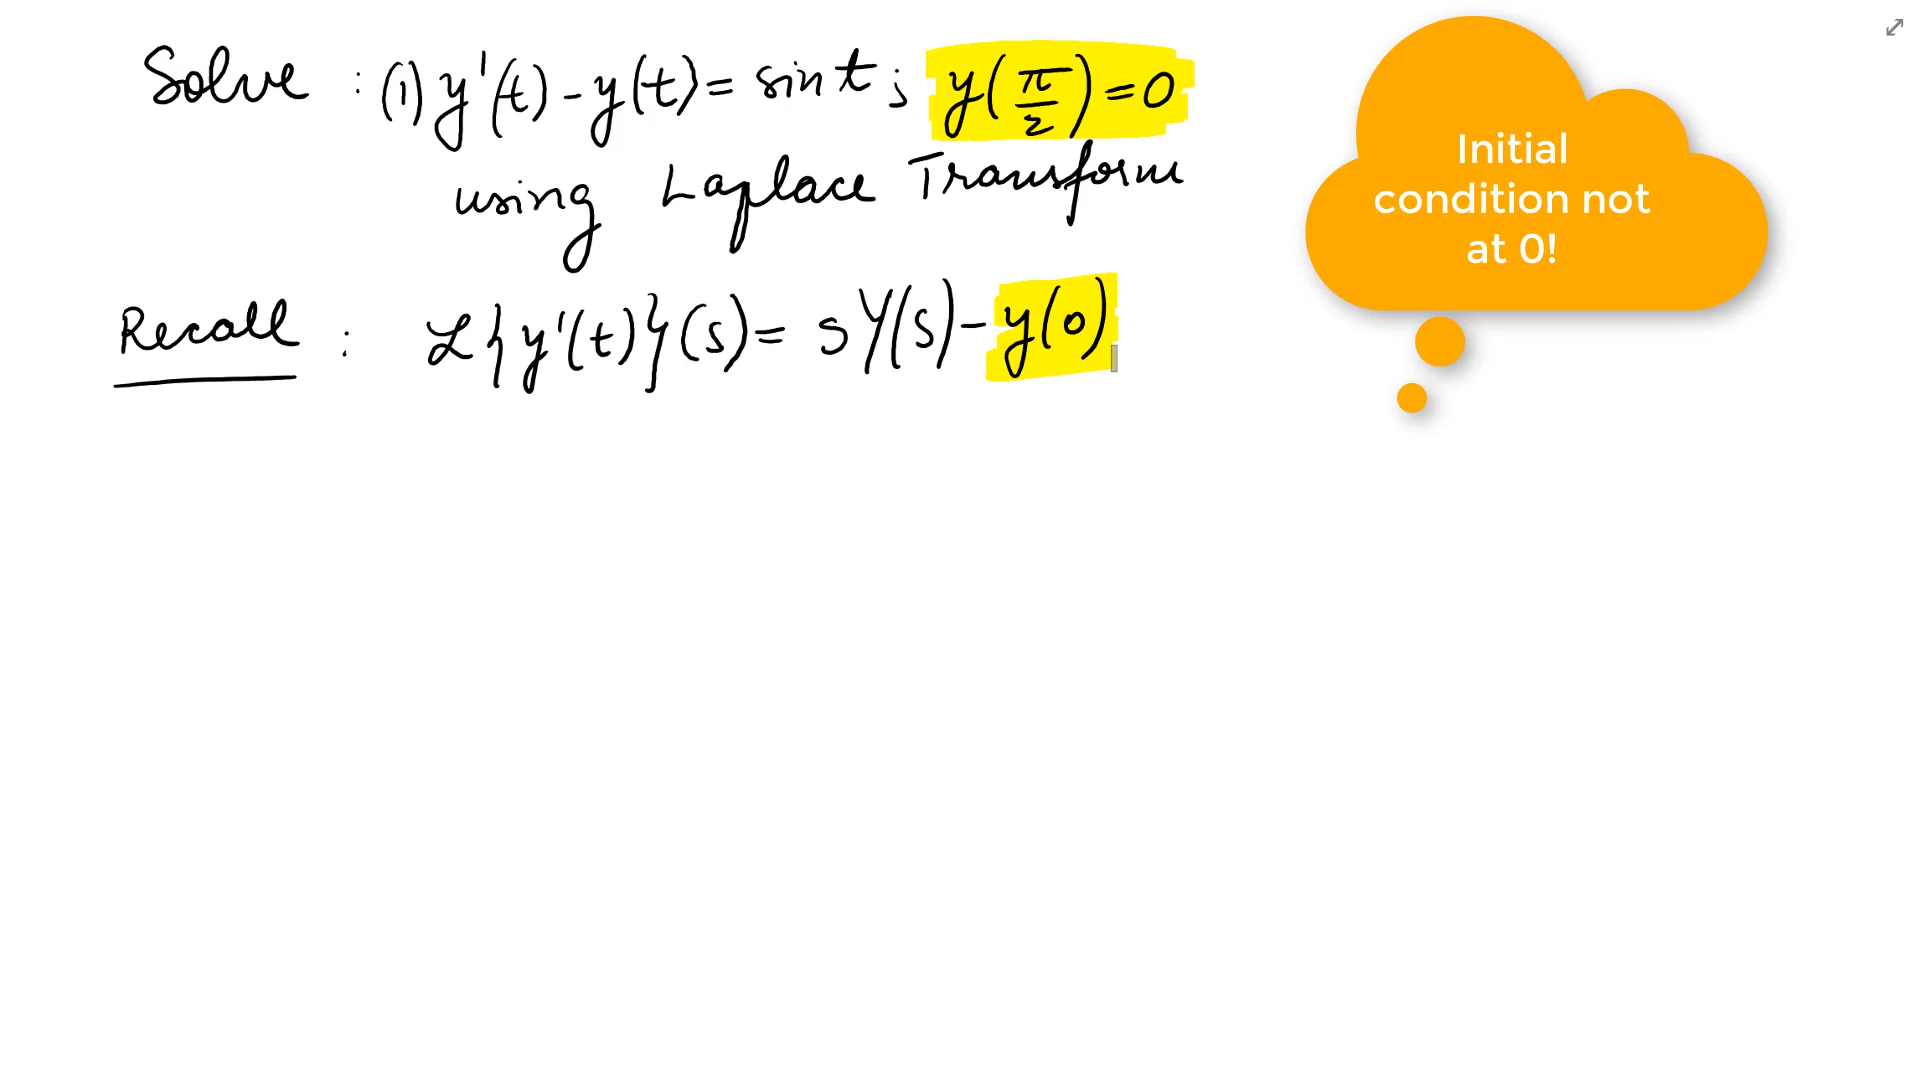 Solve : (1) y'(t) - y(t) = sin t ; y(π/2) = 0
using Laplace Transform
Initial
condition not
at 0!
Recall : ℒ{y'(t)}(s) = sY(s) - y(0)